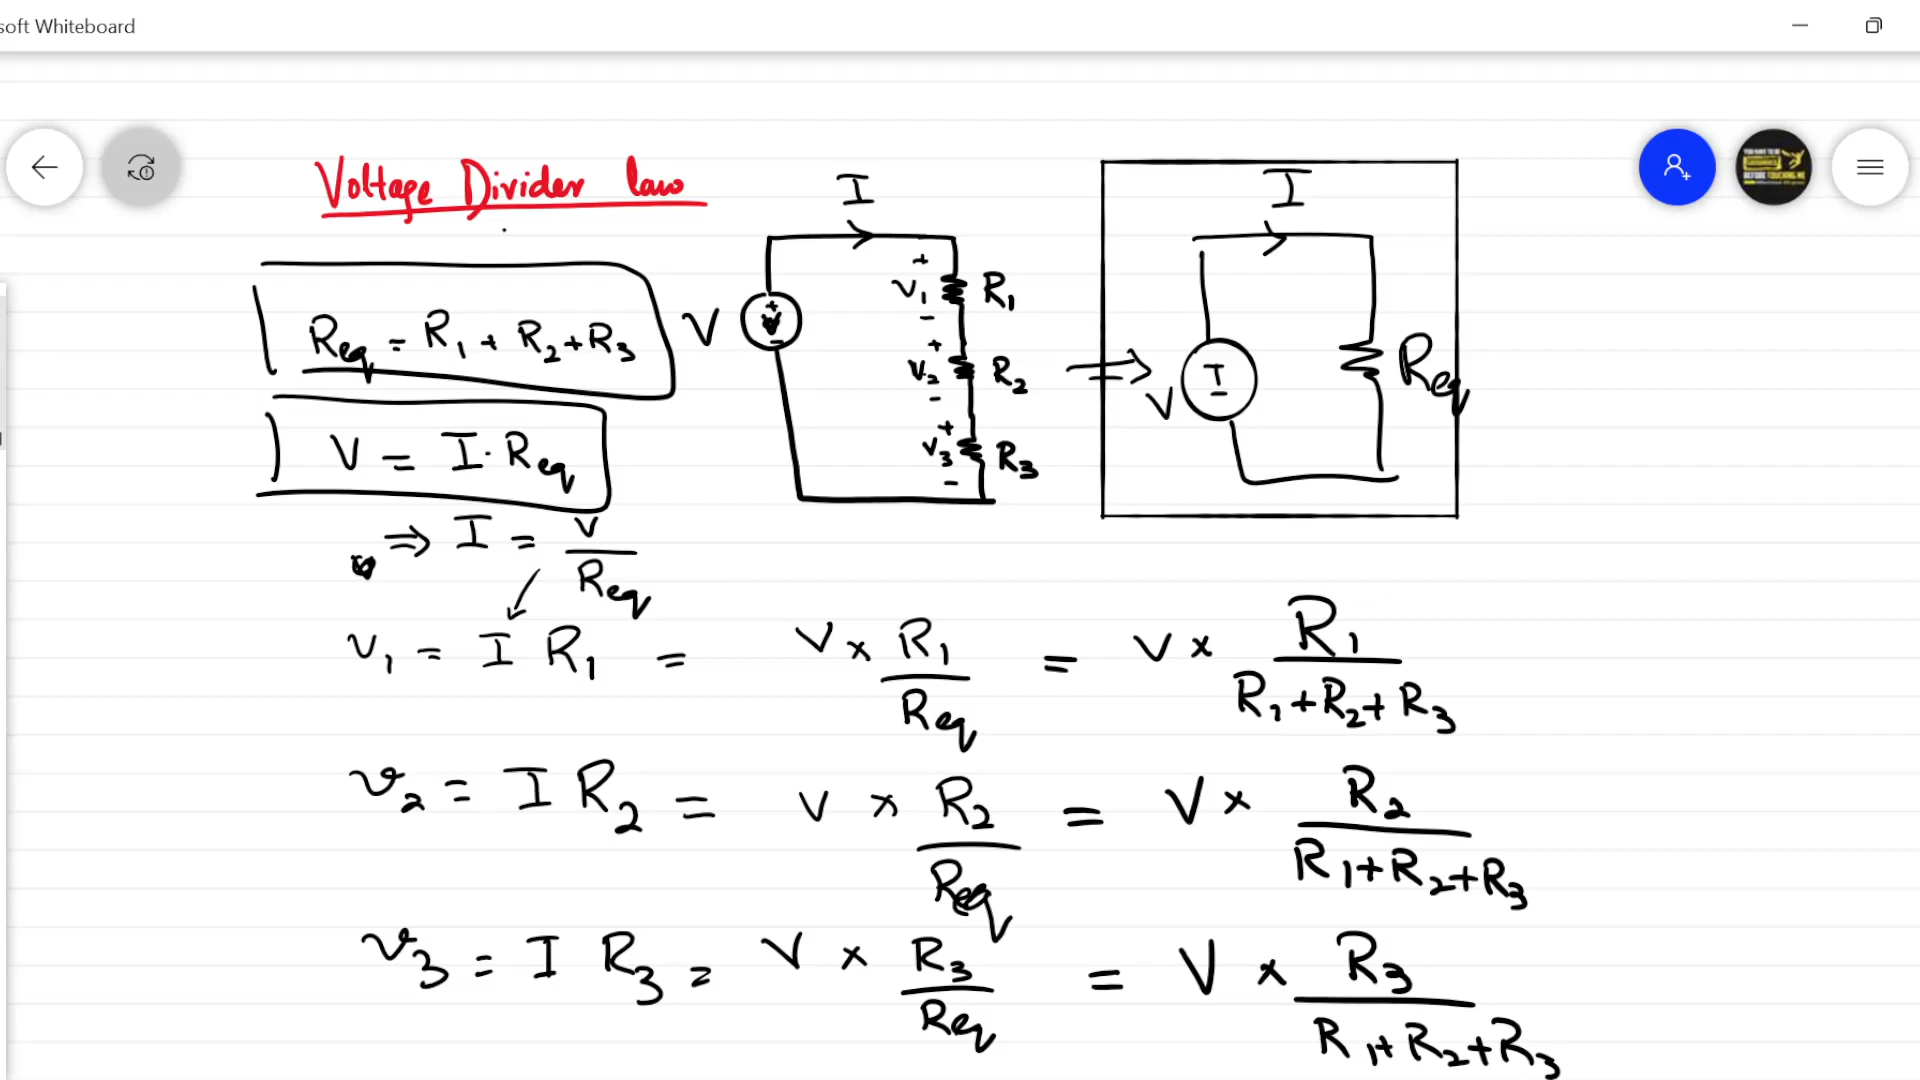 soft Whiteboard
Voltage Divider law
Req = R1 + R2 + R3
V = I · Req
⇒ I = V / Req
V1 = I R1 = V × R1 / Req = V × R1 / (R1 + R2 + R3)
V2 = I R2 = V × R2 / Req = V × R2 / (R1 + R2 + R3)
V3 = I R3 = V × R3 / Req = V × R3 / (R1 + R2 + R3)
I
V
+
-
+ V1 - R1
+ V2 - R2
+ V3 - R3
⇒
I
V
+
-
Req